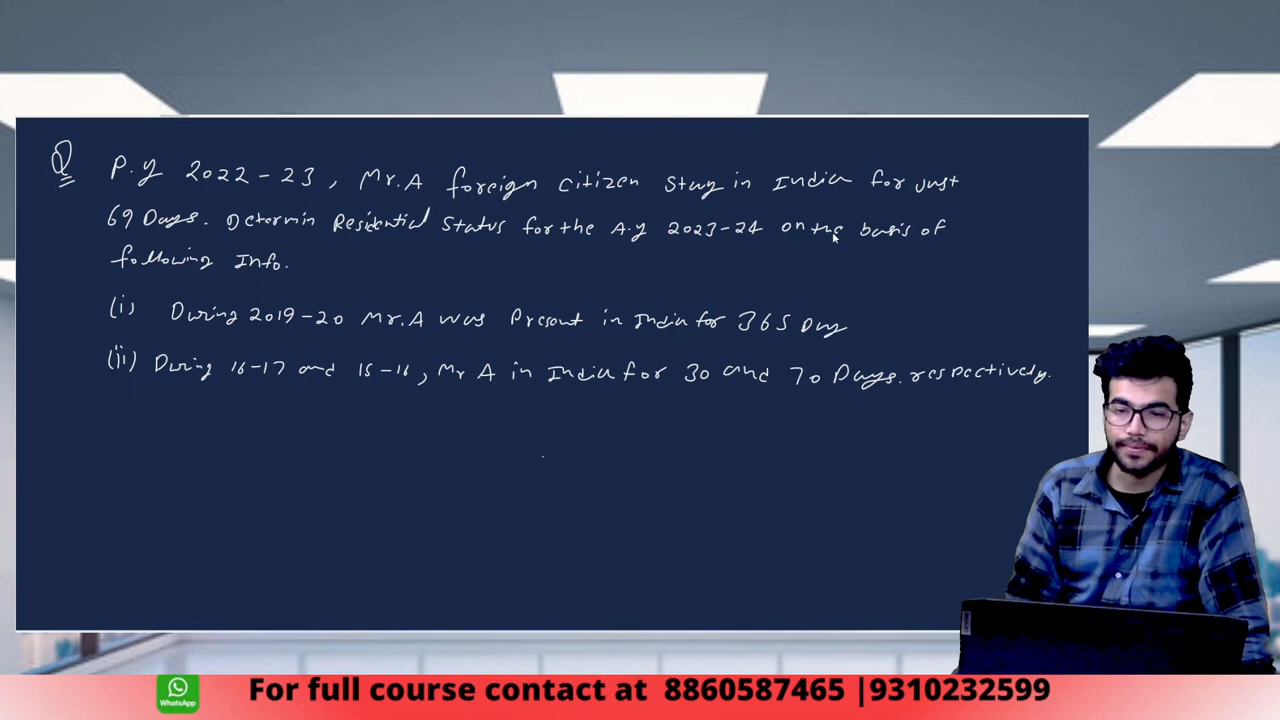 Q P.y 2022-23, Mr.A foreign citizen stay in India for just
69 Days. Determin Residential Status for the A.y 2023-24 on the basis of
following Info.
(i) During 2019-20 Mr.A was Present in India for 365 Day
(ii) During 16-17 and 15-16, Mr A in India for 30 and 70 Days. respectively.
WhatsApp
For full course contact at 8860587465 |9310232599